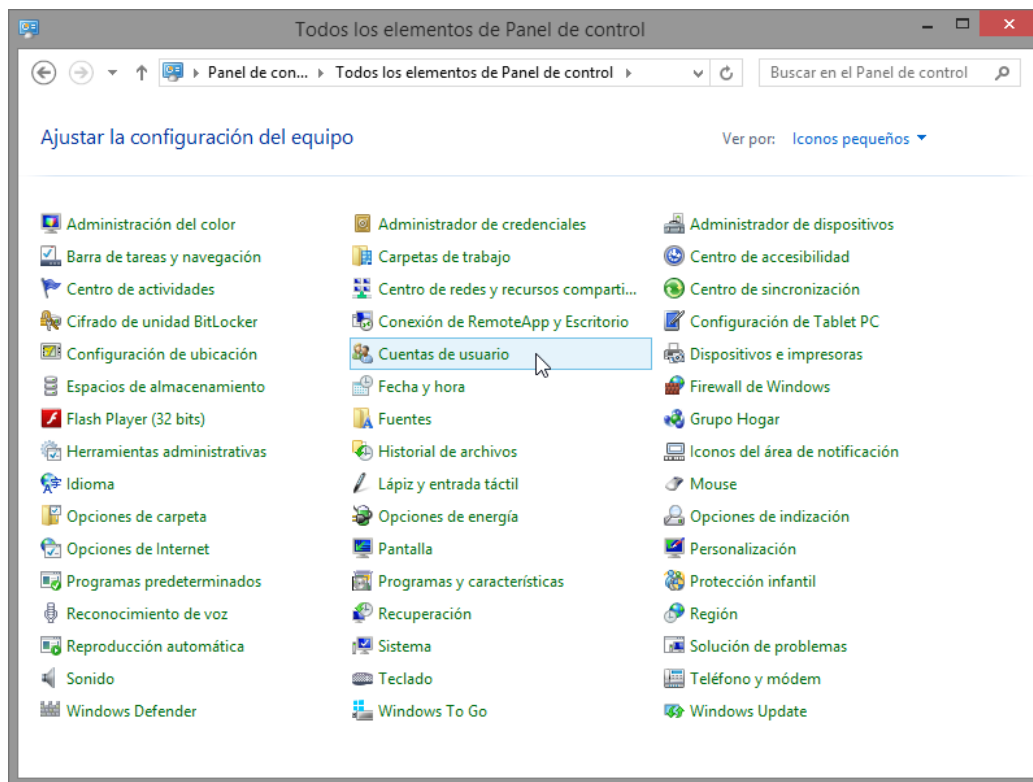 Todos los elementos de Panel de control
Panel de con... Todos los elementos de Panel de control Buscar en el Panel de control
Ajustar la configuración del equipo Ver por: Iconos pequeños
Administración del color Administrador de credenciales Administrador de dispositivos
Barra de tareas y navegación Carpetas de trabajo Centro de accesibilidad
Centro de actividades Centro de redes y recursos comparti... Centro de sincronización
Cifrado de unidad BitLocker Conexión de RemoteApp y Escritorio Configuración de Tablet PC
Configuración de ubicación Cuentas de usuario Dispositivos e impresoras
Espacios de almacenamiento Fecha y hora Firewall de Windows
Flash Player (32 bits) Fuentes Grupo Hogar
Herramientas administrativas Historial de archivos Iconos del área de notificación
Idioma Lápiz y entrada táctil Mouse
Opciones de carpeta Opciones de energía Opciones de indización
Opciones de Internet Pantalla Personalización
Programas predeterminados Programas y características Protección infantil
Reconocimiento de voz Recuperación Región
Reproducción automática Sistema Solución de problemas
Sonido Teclado Teléfono y módem
Windows Defender Windows To Go Windows Update